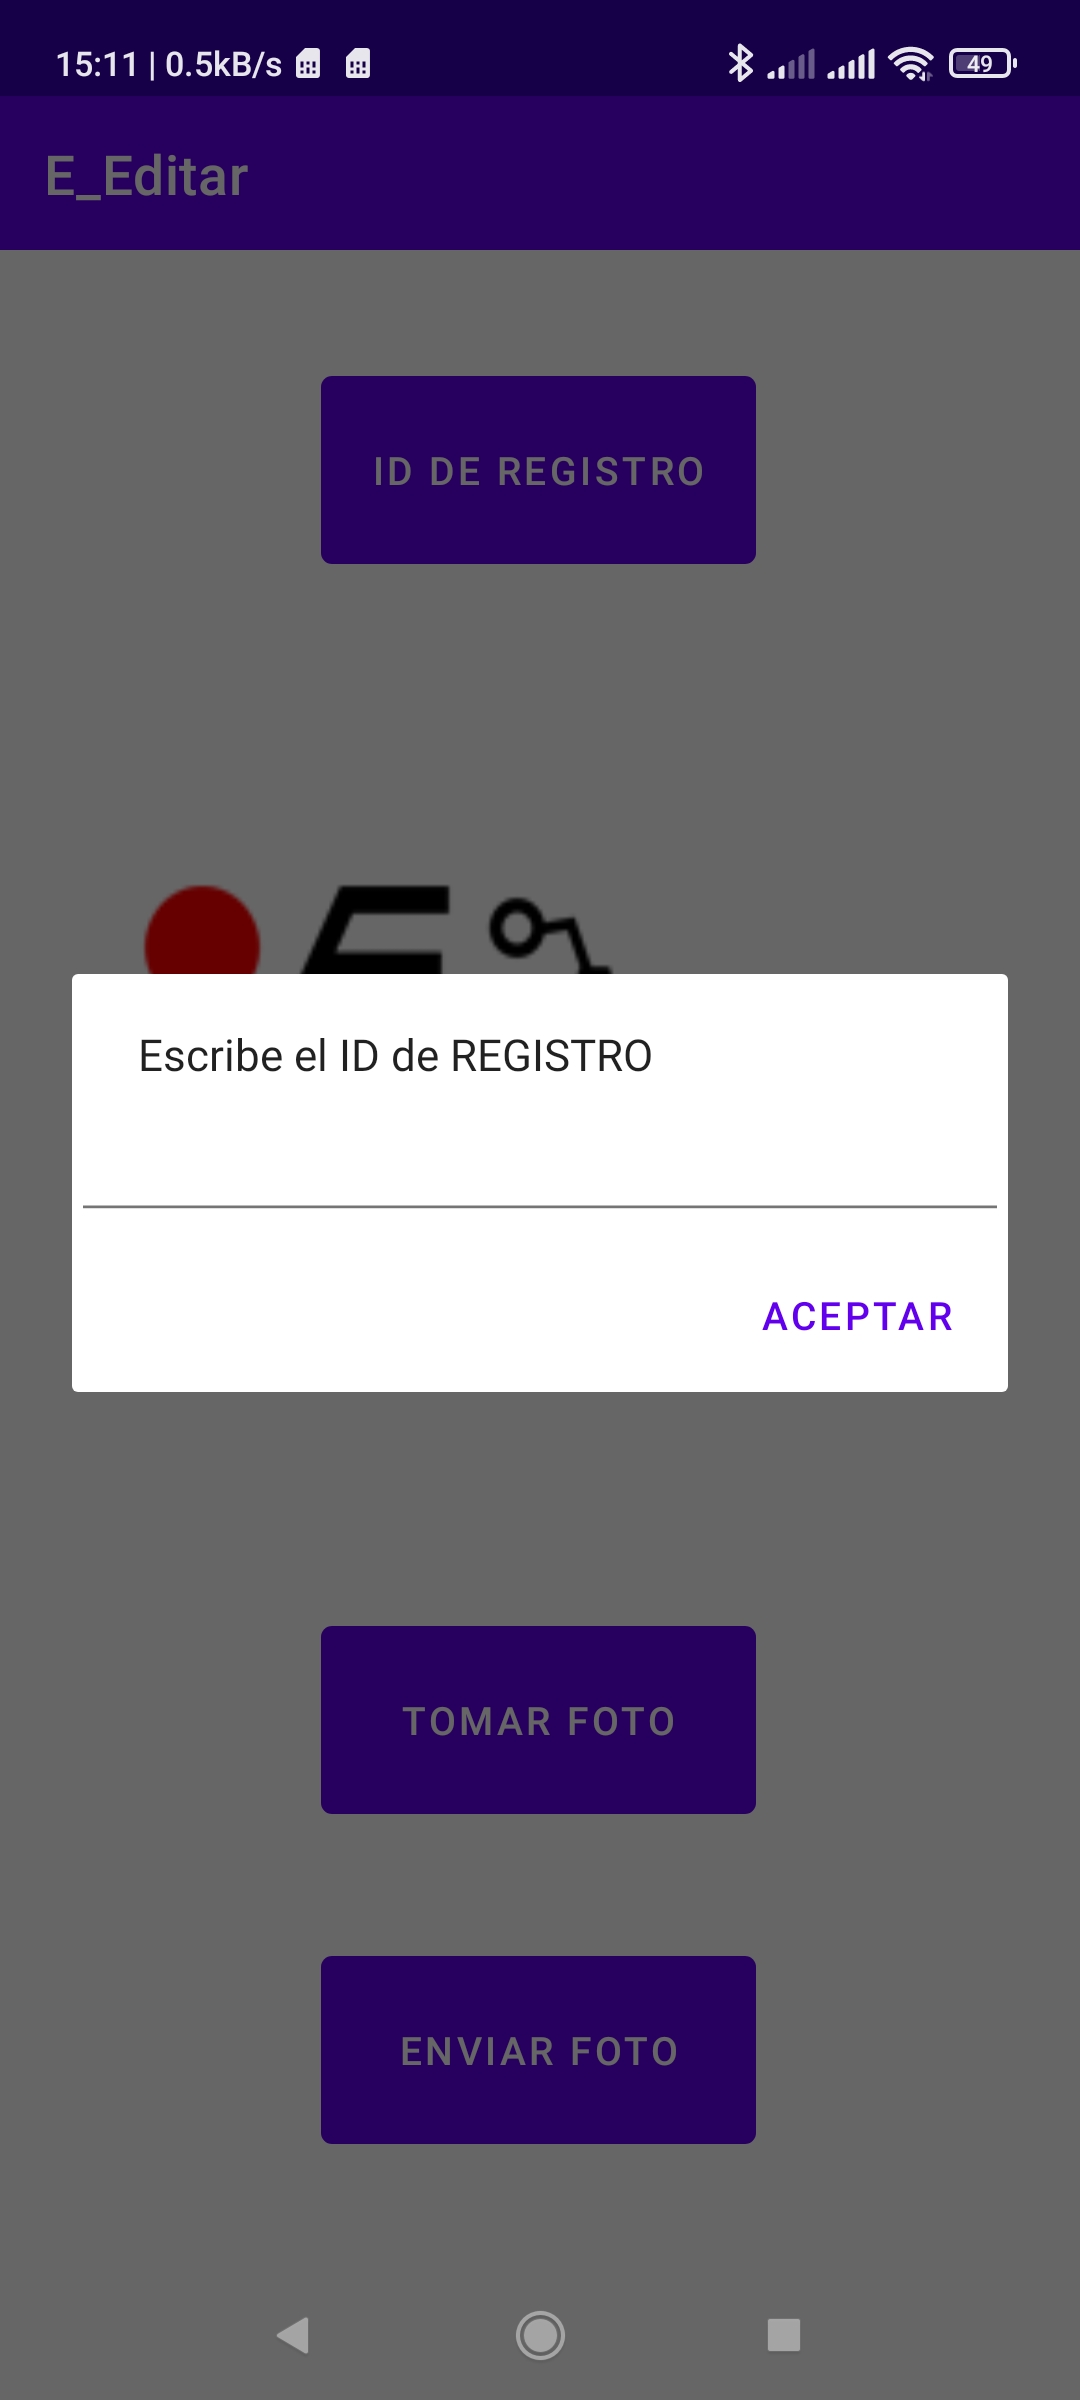 15:11 | 0.5kB/s
49
E_Editar
ID DE REGISTRO
Escribe el ID de REGISTRO
ACEPTAR
TOMAR FOTO
ENVIAR FOTO